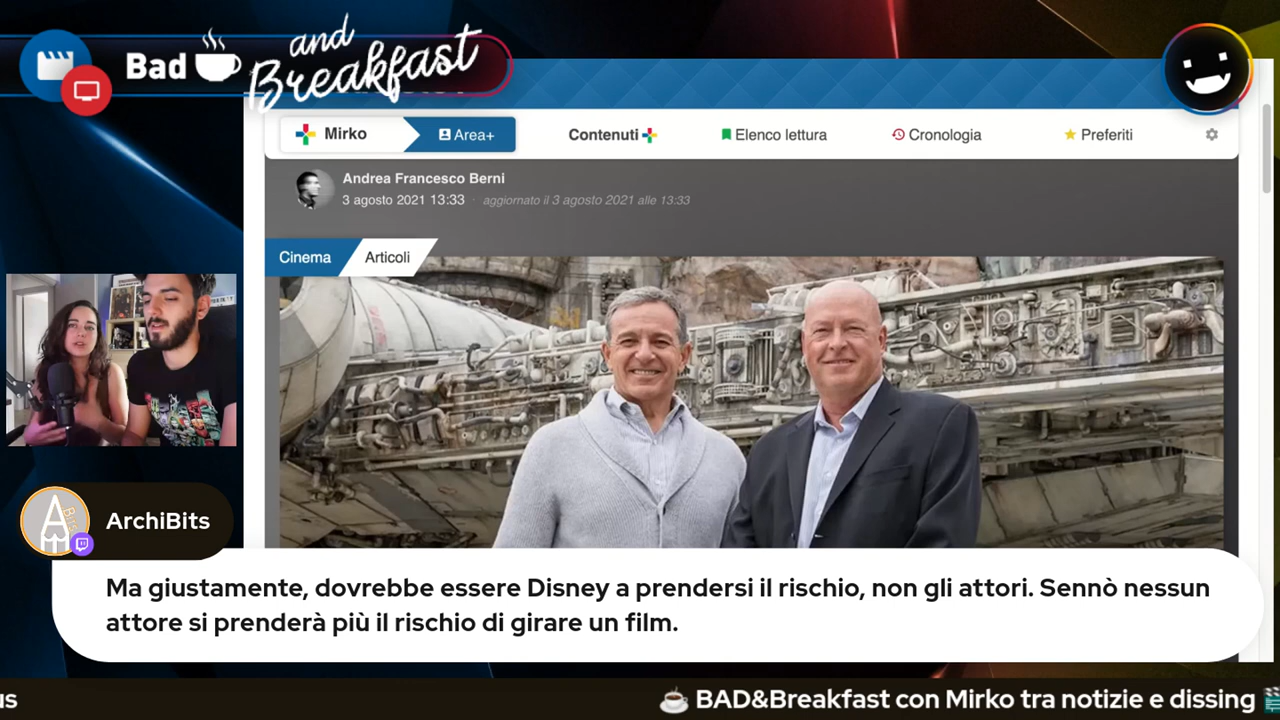 Bad and Breakfast
Mirko
Area+
Contenuti
Elenco lettura
Cronologia
Preferiti
Andrea Francesco Berni
3 agosto 2021 13:33 · aggiornato il 3 agosto 2021 alle 13:33
Cinema
Articoli
ArchiBits
Ma giustamente, dovrebbe essere Disney a prendersi il rischio, non gli attori. Sennò nessun
attore si prenderà più il rischio di girare un film.
us
BAD&Breakfast con Mirko tra notizie e dissing